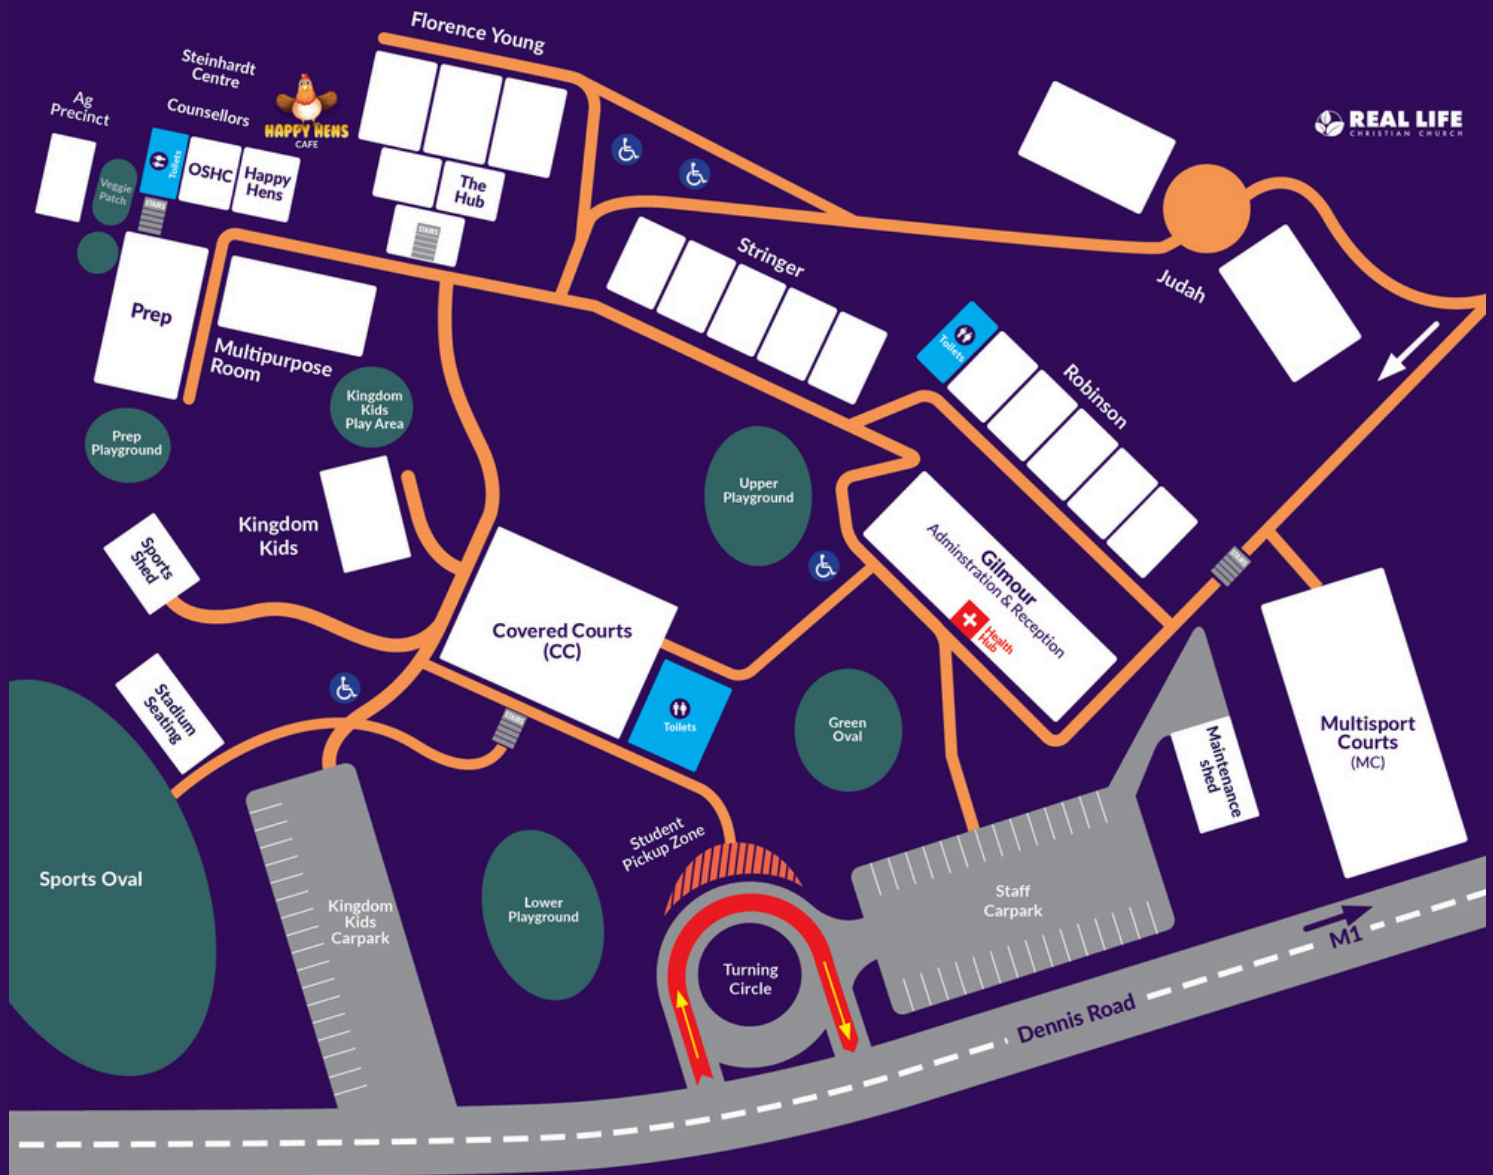 Florence Young
Steinhardt
Centre
Counsellors
HAPPY HENS
CAFE
Ag
Precinct
REAL LIFE
CHRISTIAN CHURCH
Toilets
OSHC
Happy
Hens
Veggie
Patch
STAIRS
The
Hub
STAIRS
Prep
Multipurpose
Room
Stringer
Judah
Toilets
Robinson
Kingdom
Kids
Play Area
Prep
Playground
Upper
Playground
Kingdom
Kids
Sports
Shed
Gilmour
Adminstration & Reception
Health
Hub
STAIRS
Covered Courts
(CC)
Stadium
Seating
STAIRS
Toilets
Green
Oval
Maintenance
shed
Multisport
Courts
(MC)
Student
Pickup Zone
Sports Oval
Kingdom
Kids
Carpark
Lower
Playground
Staff
Carpark
Turning
Circle
M1
Dennis Road